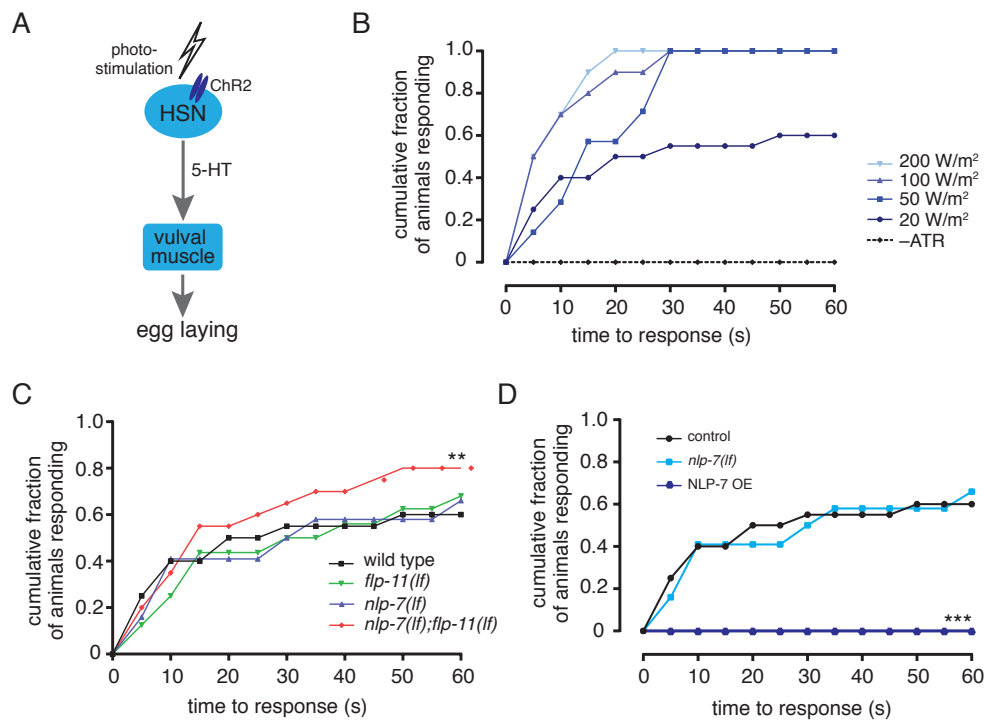 A
photo-
stimulation
ChR2
HSN
5-HT
vulval
muscle
egg laying
B
cumulative fraction
of animals responding
1.0
0.8
0.6
0.4
0.2
0
0 10 20 30 40 50 60
time to response (s)
200 W/m²
100 W/m²
50 W/m²
20 W/m²
–ATR
C
cumulative fraction
of animals responding
1.0
0.8
0.6
0.4
0.2
0
0 10 20 30 40 50 60
time to response (s)
**
wild type
flp-11(lf)
nlp-7(lf)
nlp-7(lf);flp-11(lf)
D
cumulative fraction
of animals responding
1.0
0.8
0.6
0.4
0.2
0
0 10 20 30 40 50 60
time to response (s)
control
nlp-7(lf)
NLP-7 OE
***